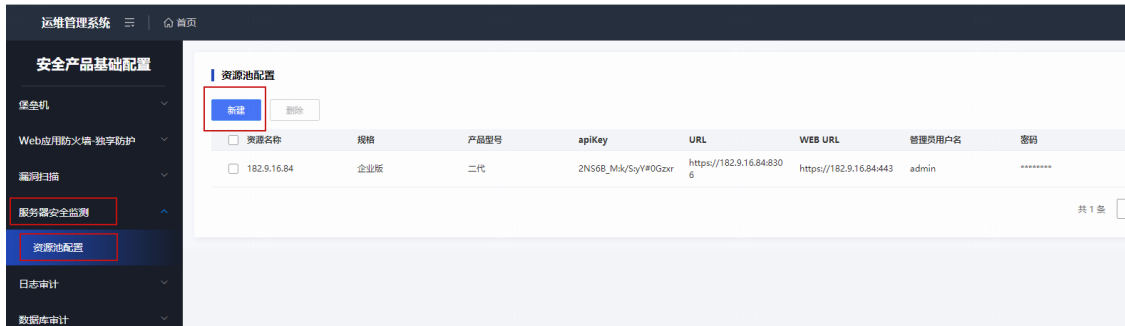 运维管理系统 首页
安全产品基础配置
堡垒机
Web应用防火墙-独享防护
漏洞扫描
服务器安全监测
资源池配置
日志审计
数据库审计
资源池配置
新建 删除
资源名称 规格 产品型号 apiKey URL WEB URL 管理员用户名 密码
182.9.16.84 企业版 二代 2NS6B_M:k/S:yY#0Gzxr https://182.9.16.84:830 https://182.9.16.84:443 admin ********
6
共 1 条